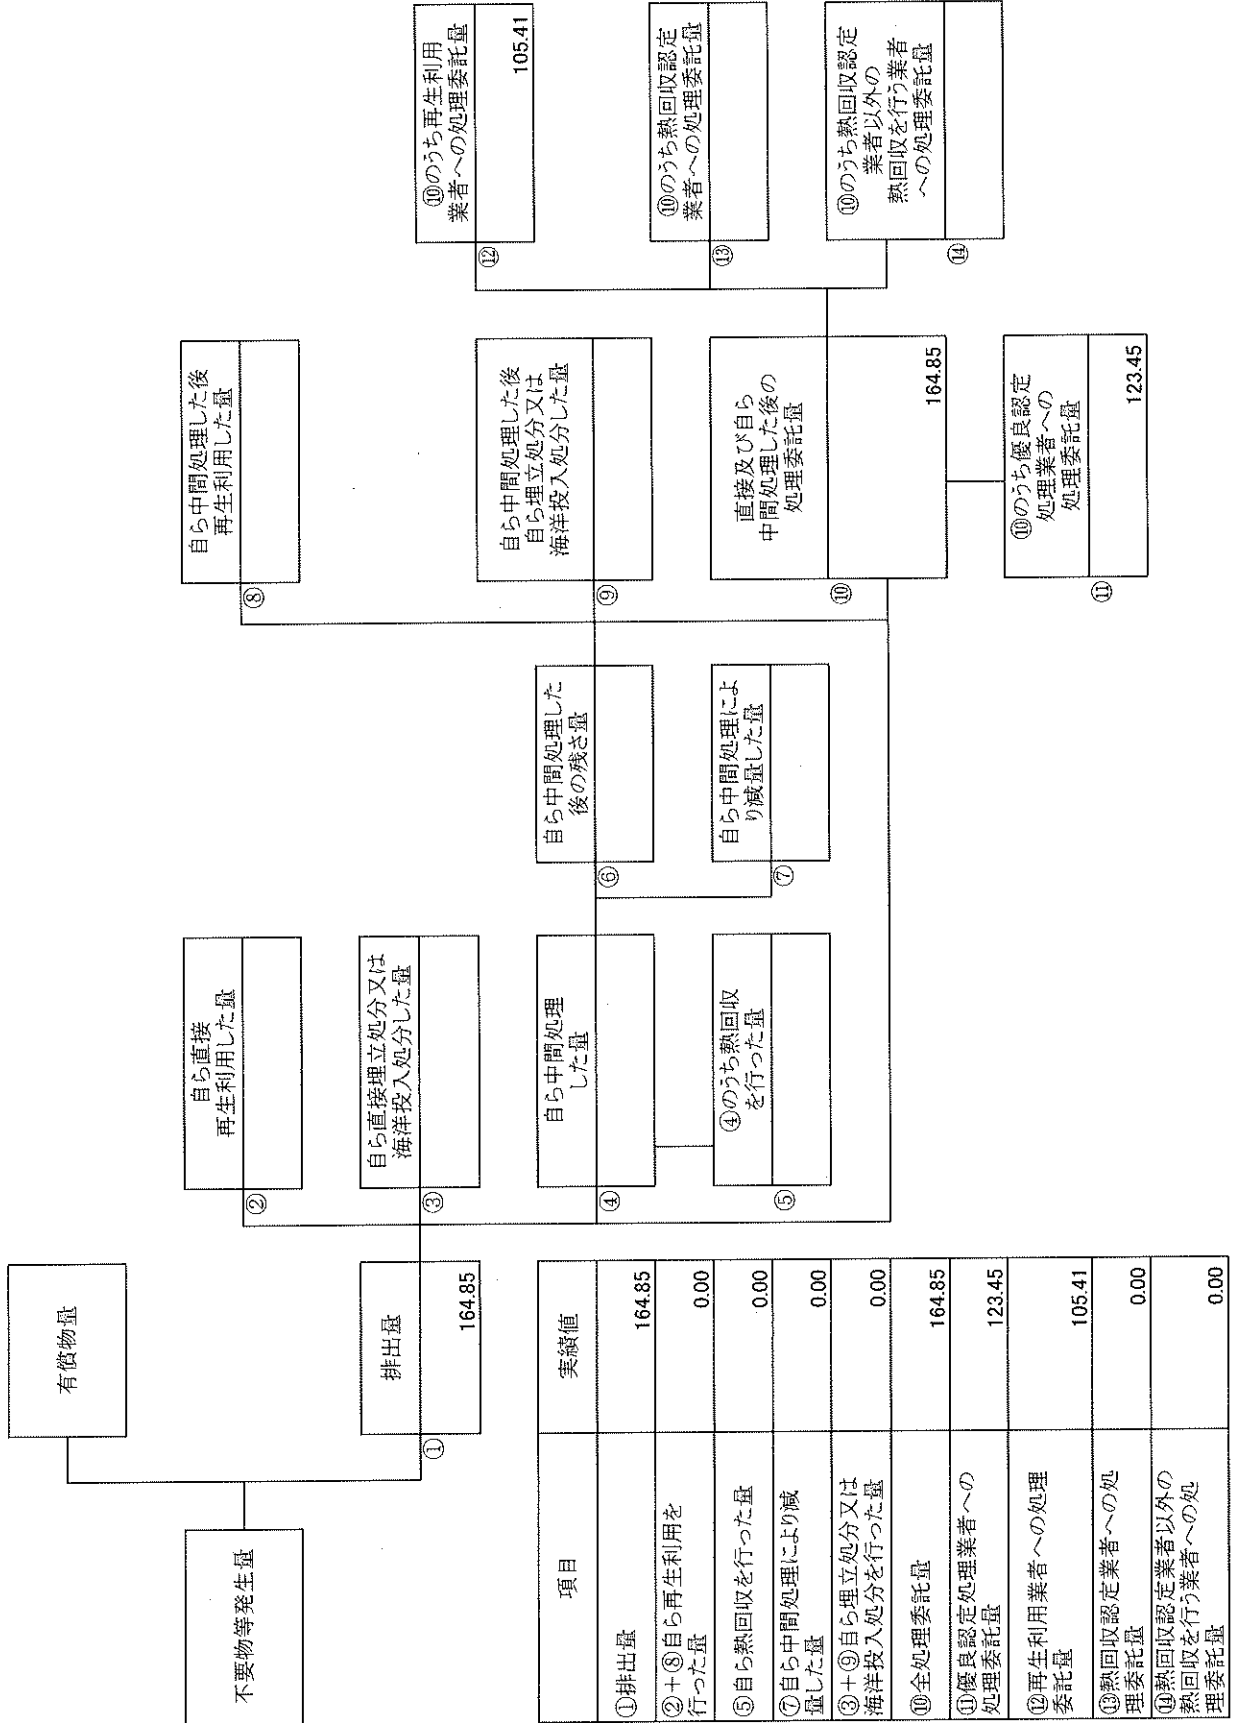 不要物等発生量
有償物量
排出量
①
164.85
自ら直接
再生利用した量
②
自ら直接埋立処分又は
海洋投入処分した量
③
自ら中間処理
した量
④
④のうち熱回収
を行った量
⑤
自ら中間処理した
後の残さ量
⑥
自ら中間処理によ
り減量した量
⑦
自ら中間処理した後
再生利用した量
⑧
自ら中間処理した後
自ら埋立処分又は
海洋投入処分した量
⑨
直接及び自ら
中間処理した後の
処理委託量
⑩
164.85
⑩のうち優良認定
処理業者への
処理委託量
⑪
123.45
⑩のうち再生利用
業者への処理委託量
⑫
105.41
⑩のうち熱回収認定
業者への処理委託量
⑬
⑩のうち熱回収認定
業者以外の
熱回収を行う業者
への処理委託量
⑭
項目 実績値
①排出量 164.85
②+⑧自ら再生利用を
行った量 0.00
⑤自ら熱回収を行った量 0.00
⑦自ら中間処理により減
量した量 0.00
③+⑨自ら埋立処分又は
海洋投入処分を行った量 0.00
⑩全処理委託量 164.85
⑪優良認定処理業者への
処理委託量 123.45
⑫再生利用業者への処理
委託量 105.41
⑬熱回収認定業者への処
理委託量 0.00
⑭熱回収認定業者以外の
熱回収を行う業者への処
理委託量 0.00